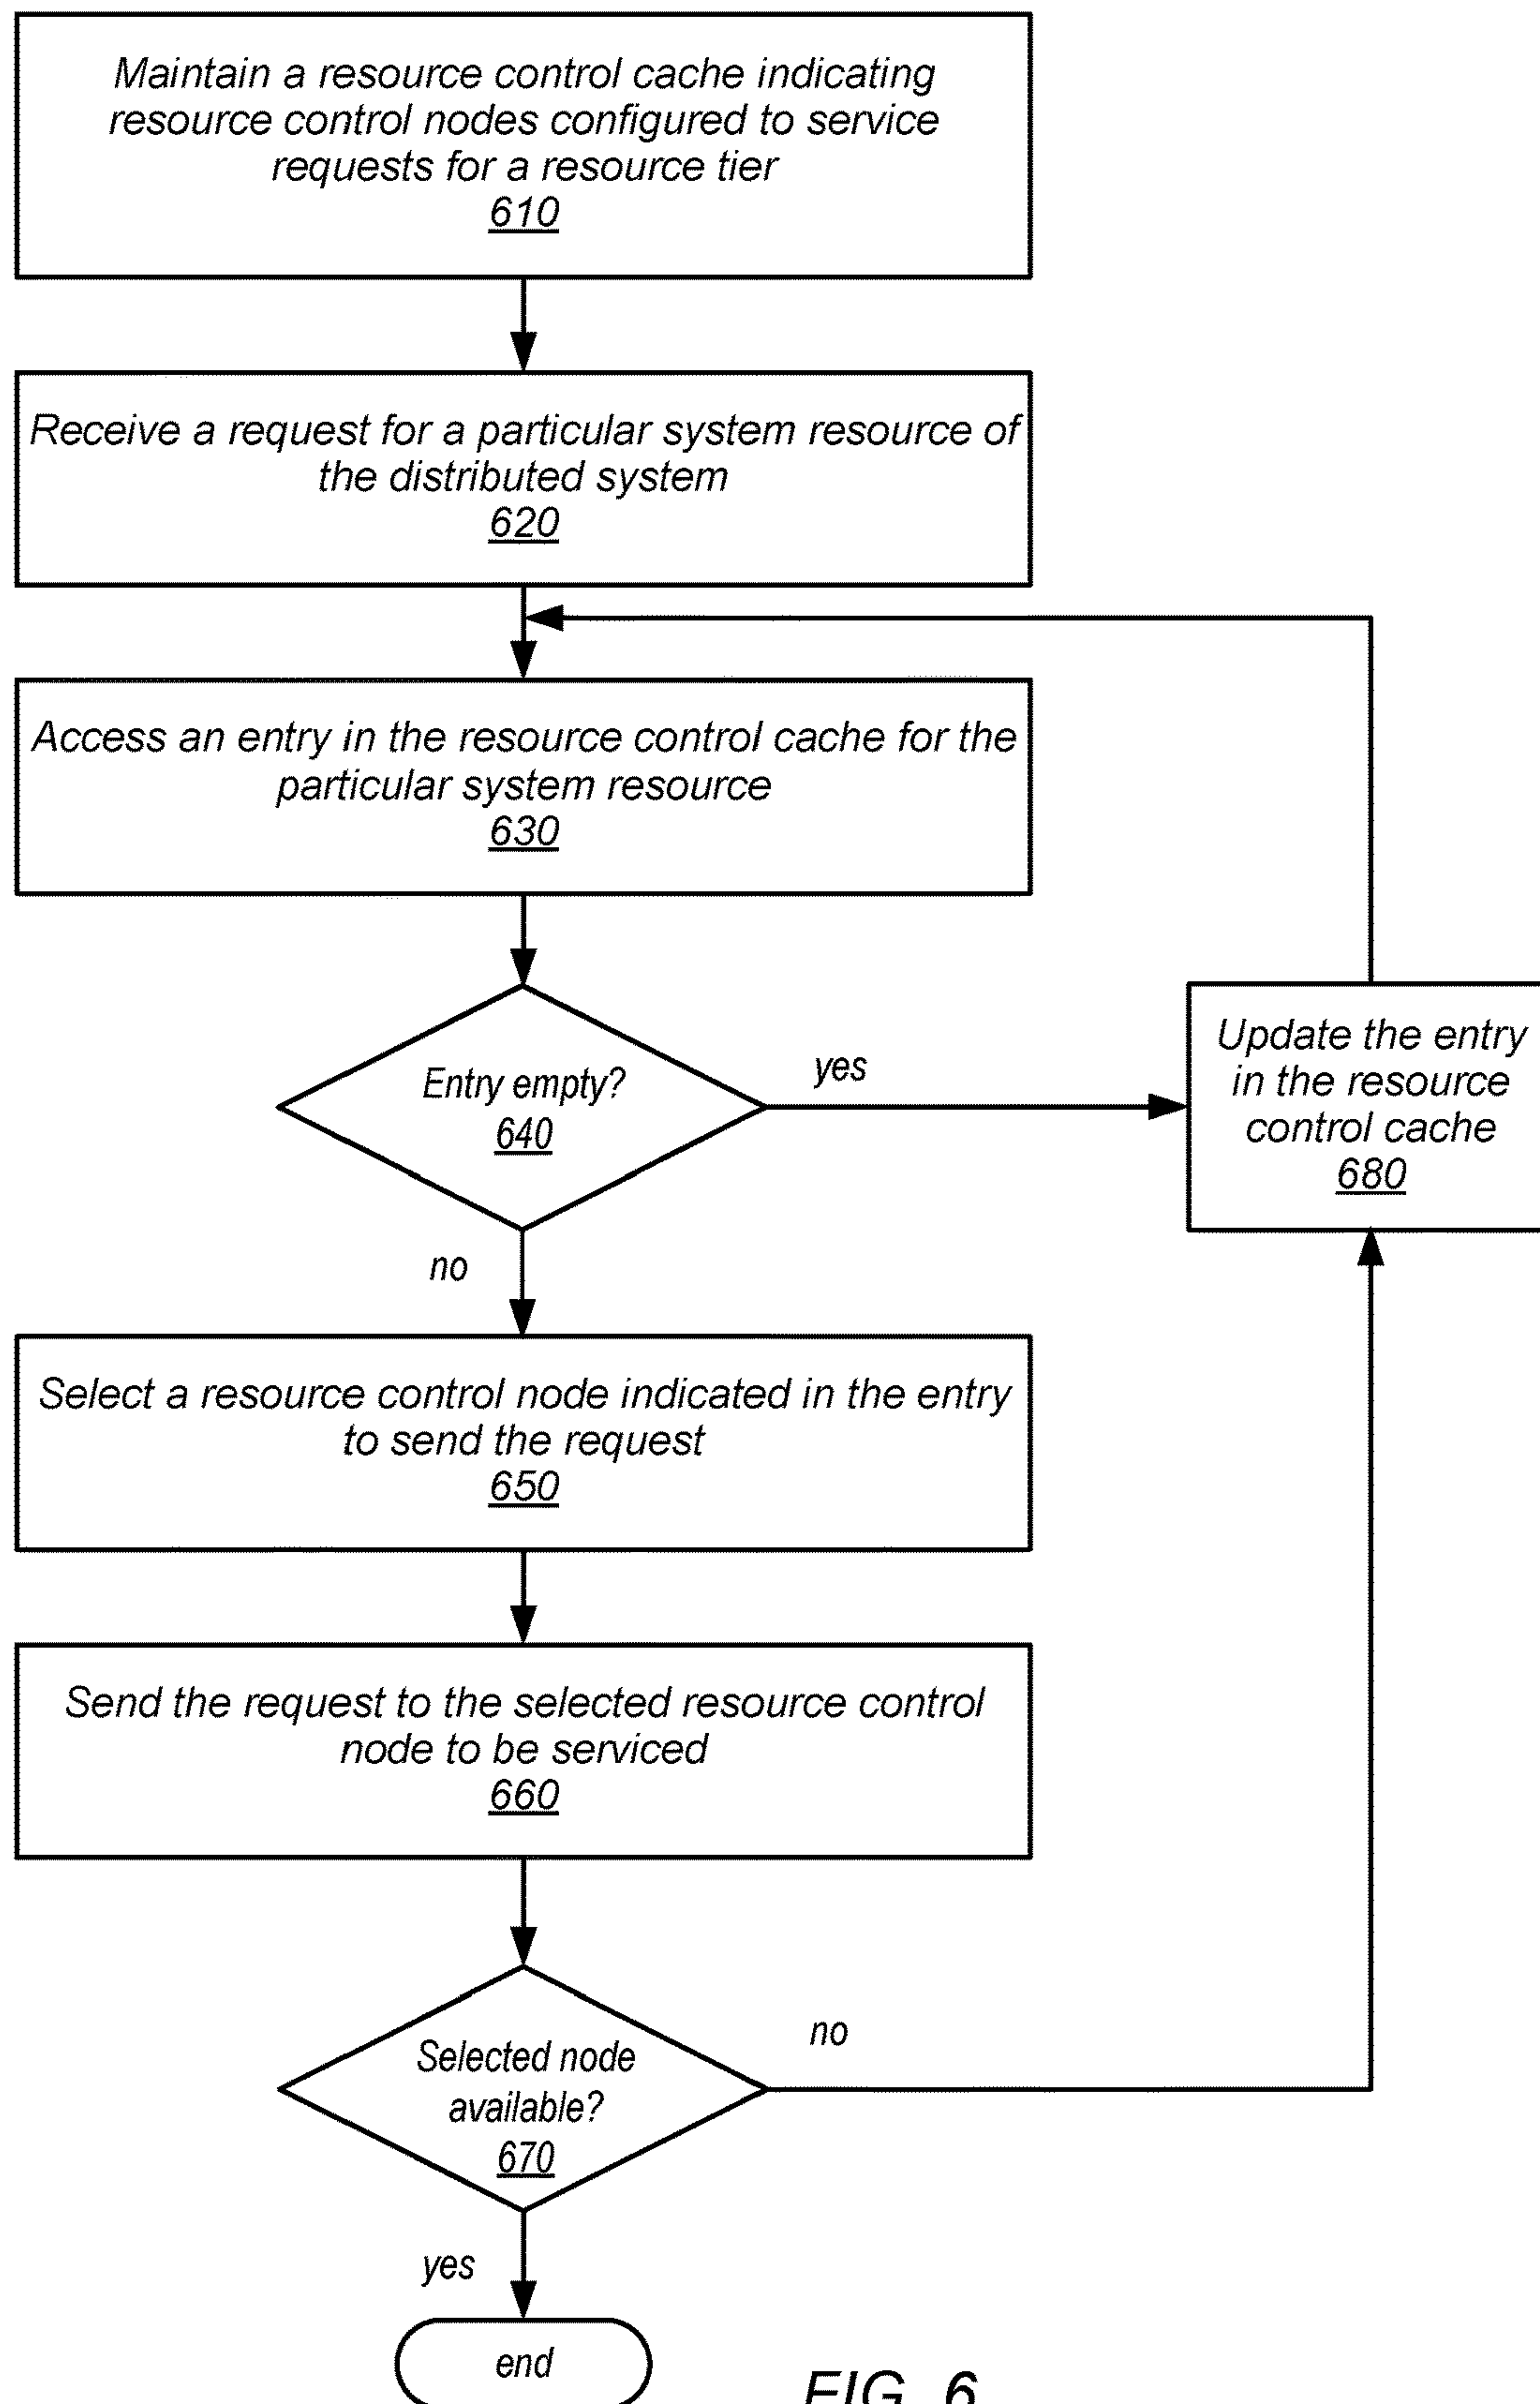 Maintain a resource control cache indicating
resource control nodes configured to service
requests for a resource tier
610
Receive a request for a particular system resource of
the distributed system
620
Access an entry in the resource control cache for the
particular system resource
630
Entry empty?
640
yes
Update the entry
in the resource
control cache
680
no
Select a resource control node indicated in the entry
to send the request
650
Send the request to the selected resource control
node to be serviced
660
Selected node
available?
670
no
yes
end
FIG. 6